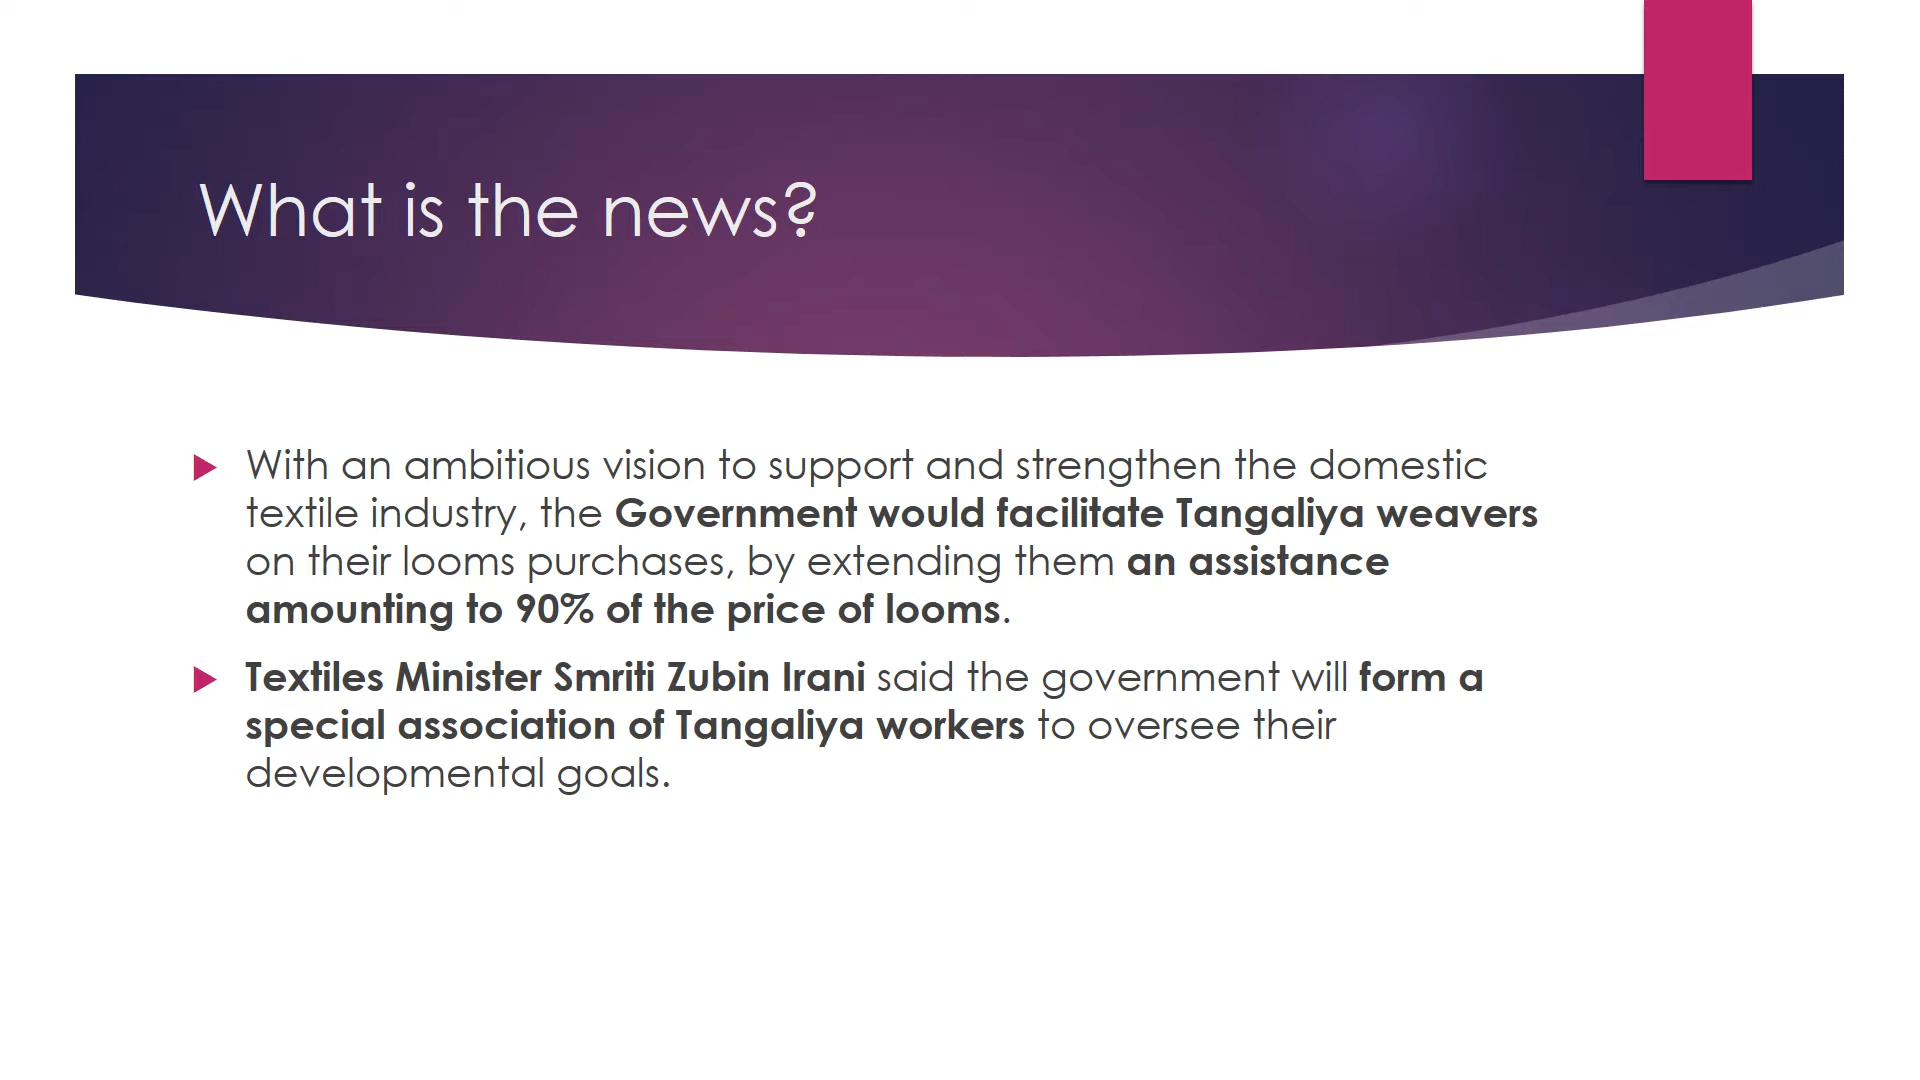 What is the news?
With an ambitious vision to support and strengthen the domestic
textile industry, the Government would facilitate Tangaliya weavers
on their looms purchases, by extending them an assistance
amounting to 90% of the price of looms.
Textiles Minister Smriti Zubin Irani said the government will form a
special association of Tangaliya workers to oversee their
developmental goals.